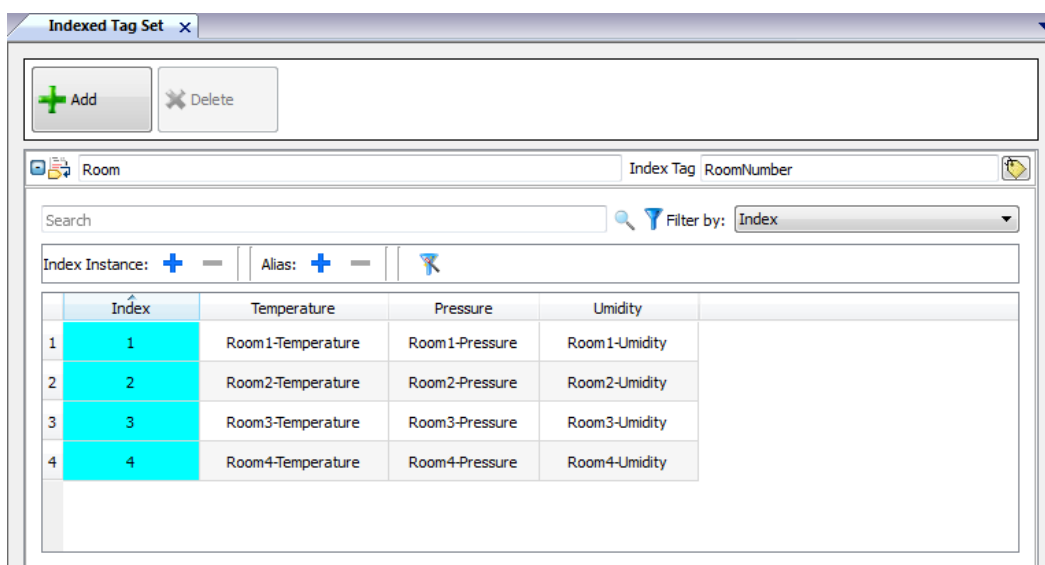 Indexed Tag Set x
Add Delete
Room Index Tag RoomNumber
Search Filter by: Index
Index Instance: Alias:
Index Temperature Pressure Umidity
1 1 Room1-Temperature Room1-Pressure Room1-Umidity
2 2 Room2-Temperature Room2-Pressure Room2-Umidity
3 3 Room3-Temperature Room3-Pressure Room3-Umidity
4 4 Room4-Temperature Room4-Pressure Room4-Umidity